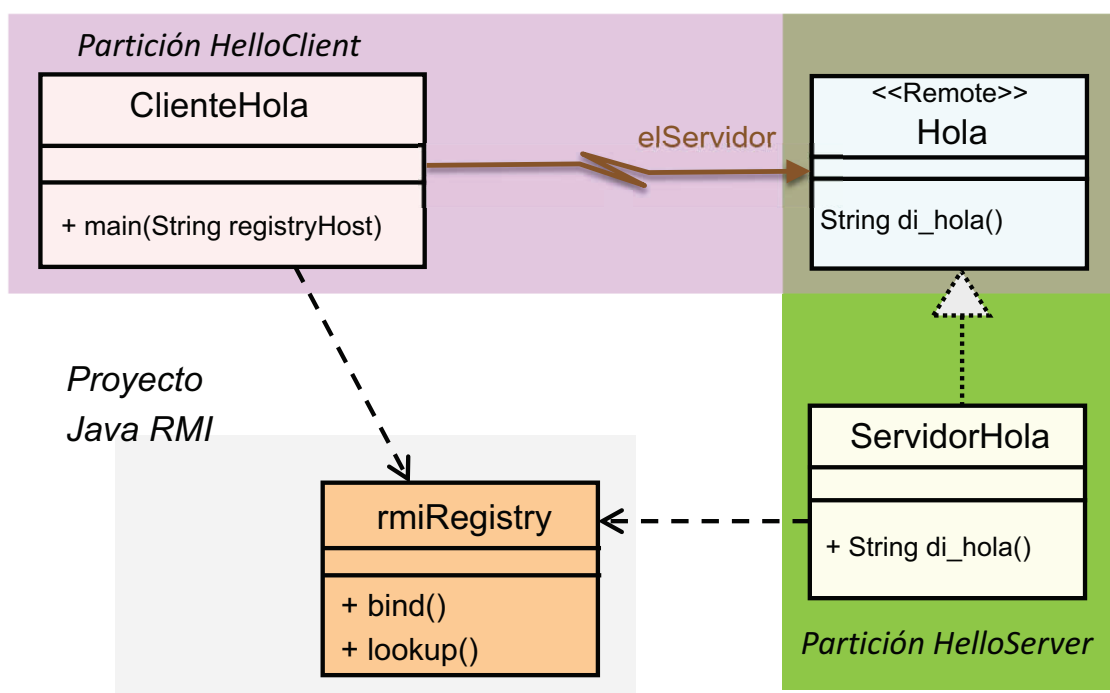 Partición HelloClient
ClienteHola
+ main(String registryHost)
elServidor
<<Remote>>
Hola
String di_hola()
Proyecto
Java RMI
rmiRegistry
+ bind()
+ lookup()
ServidorHola
+ String di_hola()
Partición HelloServer